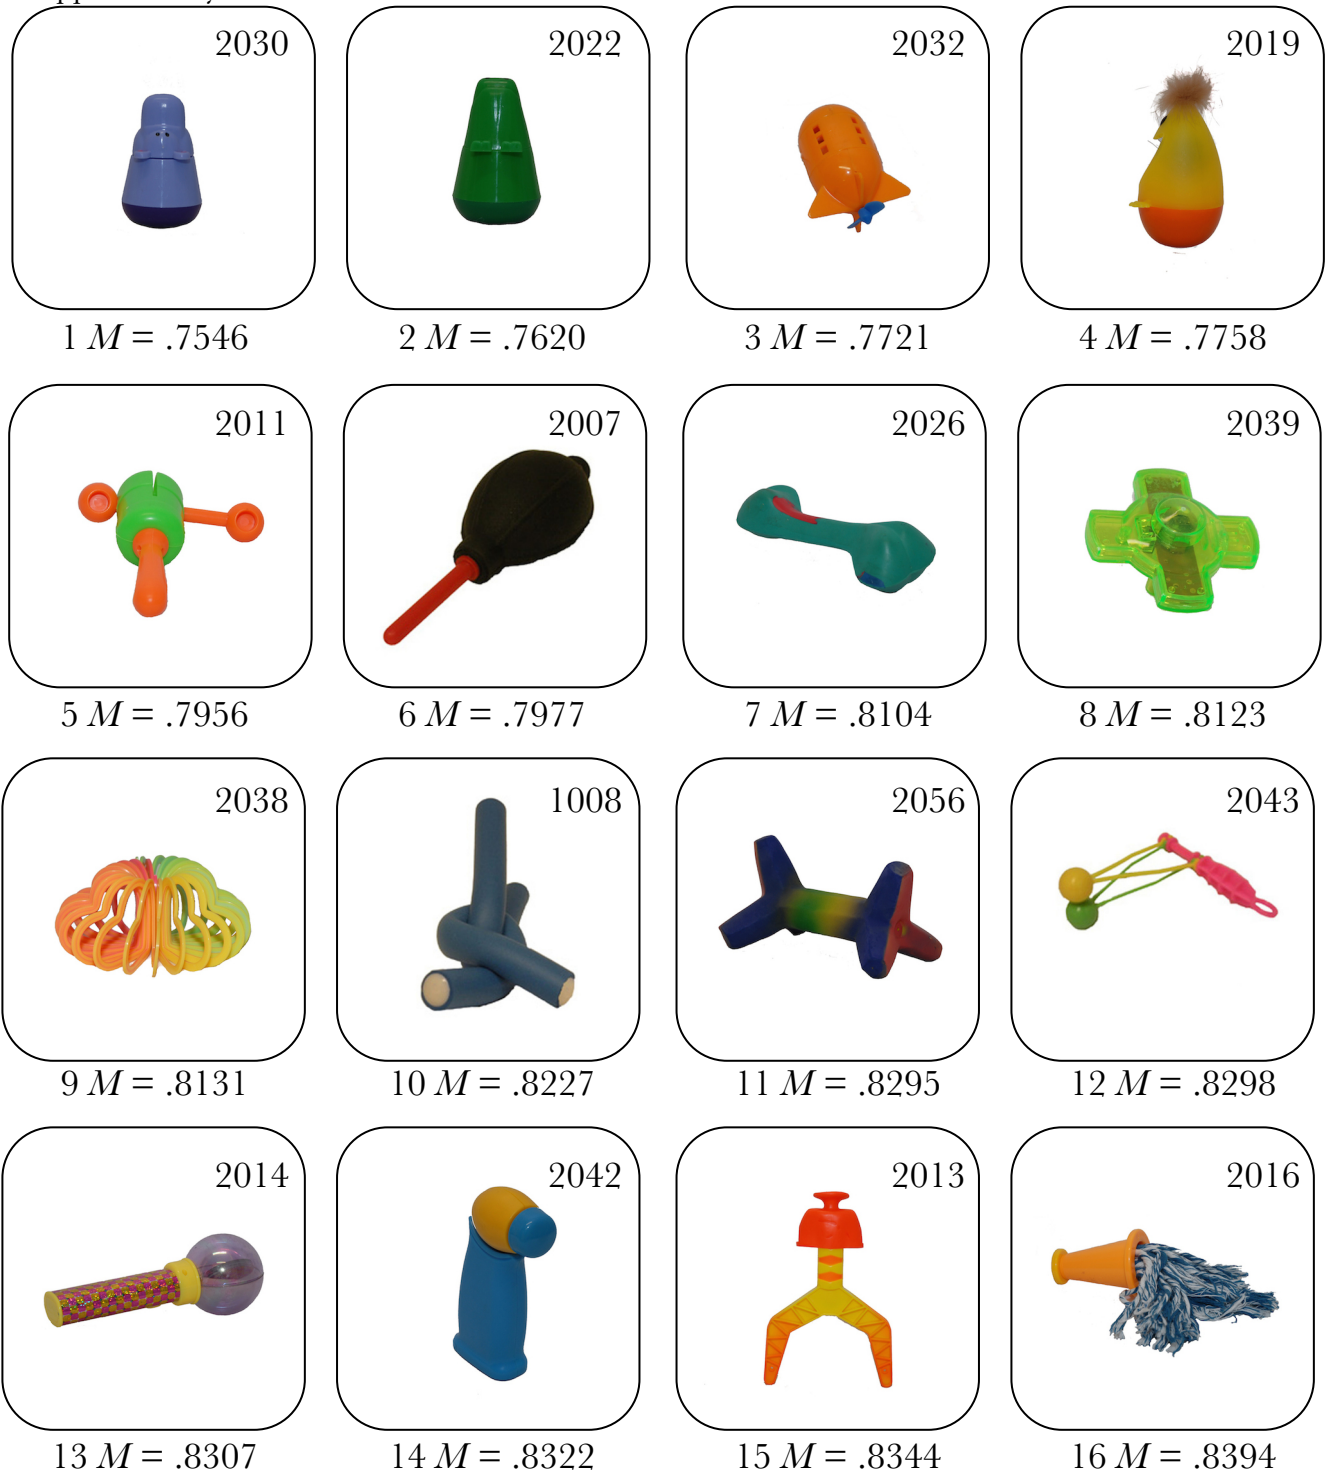 2030
2022
2032
2019
1 M = .7546
2 M = .7620
3 M = .7721
4 M = .7758
2011
2007
2026
2039
5 M = .7956
6 M = .7977
7 M = .8104
8 M = .8123
2038
1008
2056
2043
9 M = .8131
10 M = .8227
11 M = .8295
12 M = .8298
2014
2042
2013
2016
13 M = .8307
14 M = .8322
15 M = .8344
16 M = .8394